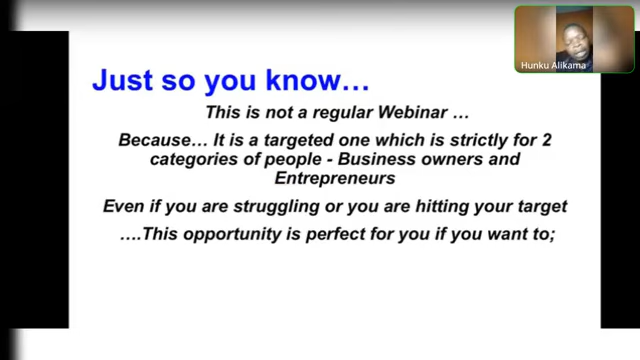 Hunku Alikama
Just so you know…
This is not a regular Webinar …
Because… It is a targeted one which is strictly for 2
categories of people - Business owners and
Entrepreneurs
Even if you are struggling or you are hitting your target
….This opportunity is perfect for you if you want to;